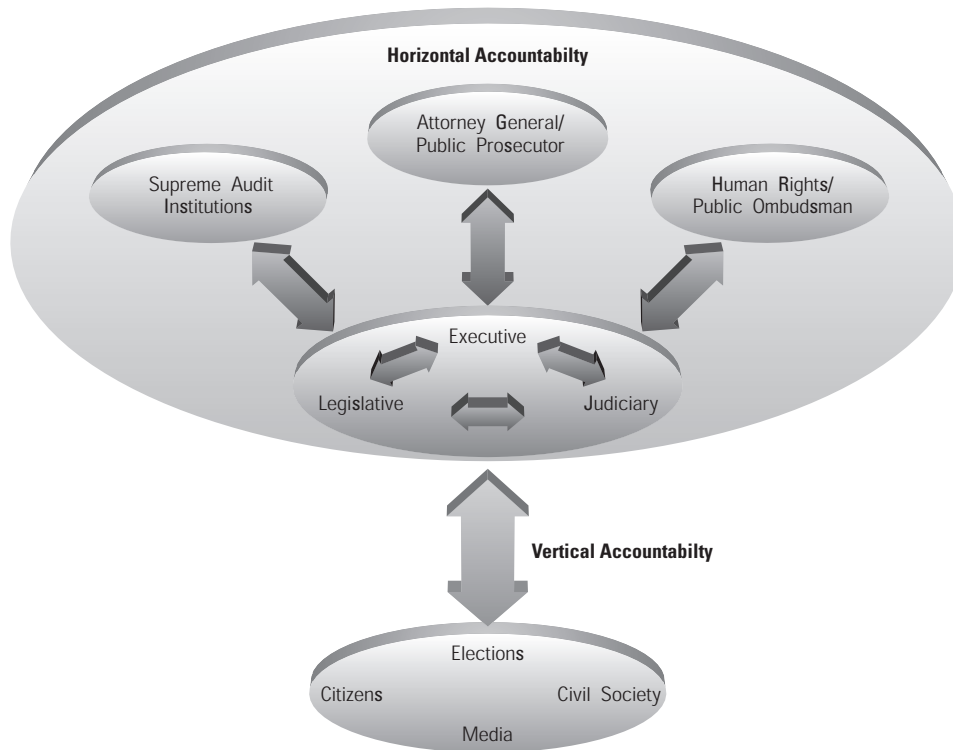 Horizontal Accountabilty
Attorney General/
Public Prosecutor
Supreme Audit
Institutions
Human Rights/
Public Ombudsman
Executive
Legislative
Judiciary
Vertical Accountabilty
Elections
Citizens
Civil Society
Media